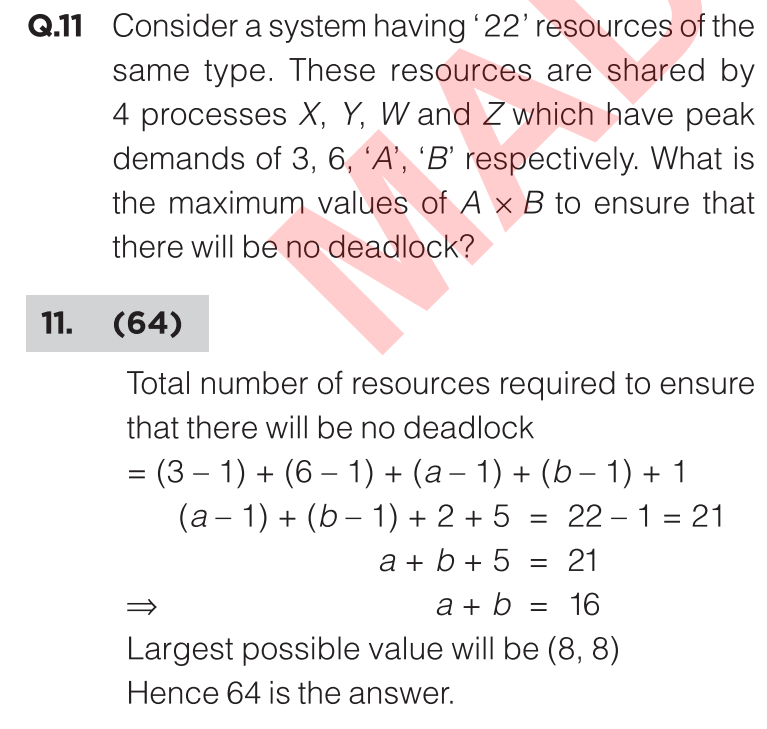 Q.11 Consider a system having ‘22’ resources of the
same type. These resources are shared by
4 processes X, Y, W and Z which have peak
demands of 3, 6, ‘A’, ‘B’ respectively. What is
the maximum values of A × B to ensure that
there will be no deadlock?
11. (64)
Total number of resources required to ensure
that there will be no deadlock
= (3 – 1) + (6 – 1) + (a – 1) + (b – 1) + 1
(a – 1) + (b – 1) + 2 + 5 = 22 – 1 = 21
a + b + 5 = 21
⇒ a + b = 16
Largest possible value will be (8, 8)
Hence 64 is the answer.
MAD